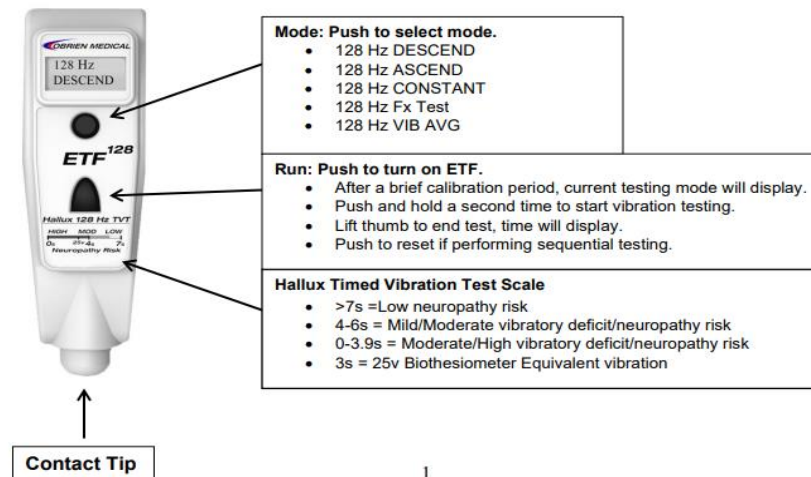 OBRIEN MEDICAL
128 Hz
DESCEND
ETF128
Hallux 128 Hz TVT
HIGH MOD LOW
0s 25v 4s 7s
Neuropathy Risk
Contact Tip
Mode: Push to select mode.
• 128 Hz DESCEND
• 128 Hz ASCEND
• 128 Hz CONSTANT
• 128 Hz Fx Test
• 128 Hz VIB AVG
Run: Push to turn on ETF.
• After a brief calibration period, current testing mode will display.
• Push and hold a second time to start vibration testing.
• Lift thumb to end test, time will display.
• Push to reset if performing sequential testing.
Hallux Timed Vibration Test Scale
• >7s =Low neuropathy risk
• 4-6s = Mild/Moderate vibratory deficit/neuropathy risk
• 0-3.9s = Moderate/High vibratory deficit/neuropathy risk
• 3s = 25v Biothesiometer Equivalent vibration
1